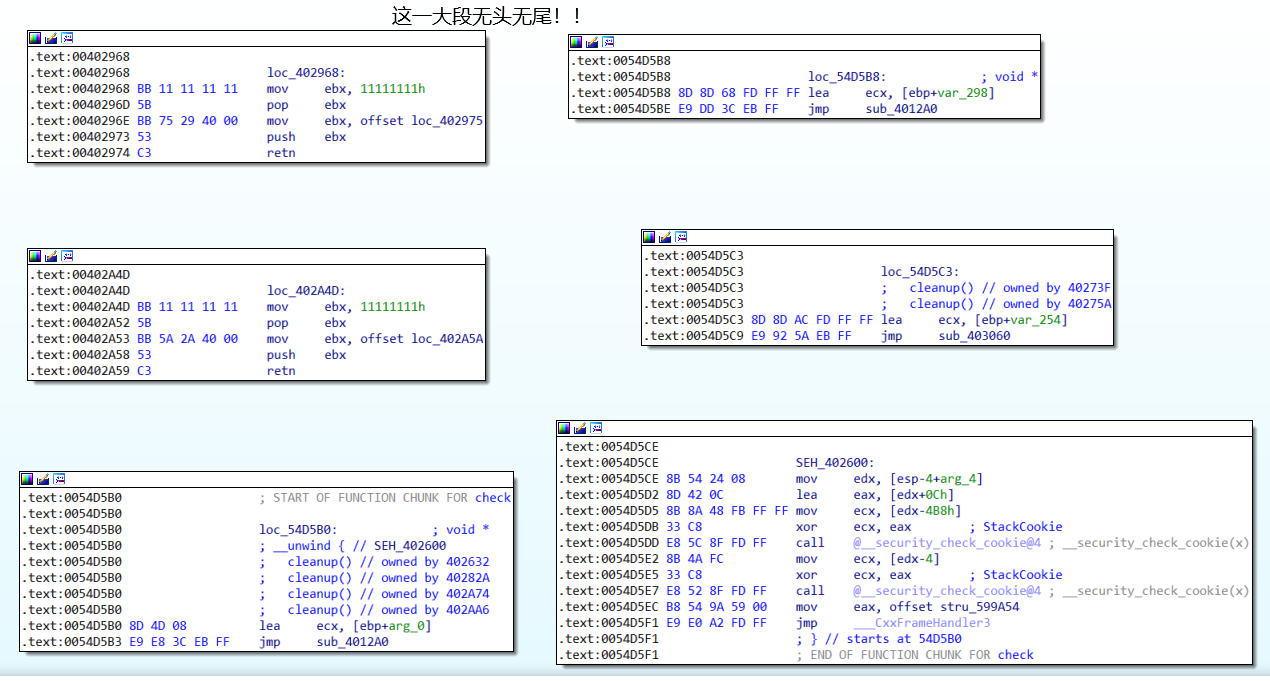 这一大段无头无尾！！
.text:00402968
.text:00402968 loc_402968:
.text:00402968 BB 11 11 11 11 mov ebx, 11111111h
.text:0040296D 5B pop ebx
.text:0040296E BB 75 29 40 00 mov ebx, offset loc_402975
.text:00402973 53 push ebx
.text:00402974 C3 retn
.text:0054D5B8
.text:0054D5B8 loc_54D5B8: ; void *
.text:0054D5B8 8D 8D 68 FD FF FF lea ecx, [ebp+var_298]
.text:0054D5BE E9 DD 3C EB FF jmp sub_4012A0
.text:00402A4D
.text:00402A4D loc_402A4D:
.text:00402A4D BB 11 11 11 11 mov ebx, 11111111h
.text:00402A52 5B pop ebx
.text:00402A53 BB 5A 2A 40 00 mov ebx, offset loc_402A5A
.text:00402A58 53 push ebx
.text:00402A59 C3 retn
.text:0054D5C3
.text:0054D5C3 loc_54D5C3:
.text:0054D5C3 ; cleanup() // owned by 40273F
.text:0054D5C3 ; cleanup() // owned by 40275A
.text:0054D5C3 8D 8D AC FD FF FF lea ecx, [ebp+var_254]
.text:0054D5C9 E9 92 5A EB FF jmp sub_403060
.text:0054D5B0 ; START OF FUNCTION CHUNK FOR check
.text:0054D5B0
.text:0054D5B0 loc_54D5B0: ; void *
.text:0054D5B0 ; __unwind { // SEH_402600
.text:0054D5B0 ; cleanup() // owned by 402632
.text:0054D5B0 ; cleanup() // owned by 40282A
.text:0054D5B0 ; cleanup() // owned by 402A74
.text:0054D5B0 ; cleanup() // owned by 402AA6
.text:0054D5B0 8D 4D 08 lea ecx, [ebp+arg_0]
.text:0054D5B3 E9 E8 3C EB FF jmp sub_4012A0
.text:0054D5CE
.text:0054D5CE SEH_402600:
.text:0054D5CE 8B 54 24 08 mov edx, [esp-4+arg_4]
.text:0054D5D2 8D 42 0C lea eax, [edx+0Ch]
.text:0054D5D5 8B 8A 48 FB FF FF mov ecx, [edx-4B8h]
.text:0054D5DB 33 C8 xor ecx, eax ; StackCookie
.text:0054D5DD E8 5C 8F FD FF call @__security_check_cookie@4 ; __security_check_cookie(x)
.text:0054D5E2 8B 4A FC mov ecx, [edx-4]
.text:0054D5E5 33 C8 xor ecx, eax ; StackCookie
.text:0054D5E7 E8 52 8F FD FF call @__security_check_cookie@4 ; __security_check_cookie(x)
.text:0054D5EC B8 54 9A 59 00 mov eax, offset stru_599A54
.text:0054D5F1 E9 E0 A2 FD FF jmp ___CxxFrameHandler3
.text:0054D5F1 ; } // starts at 54D5B0
.text:0054D5F1 ; END OF FUNCTION CHUNK FOR check